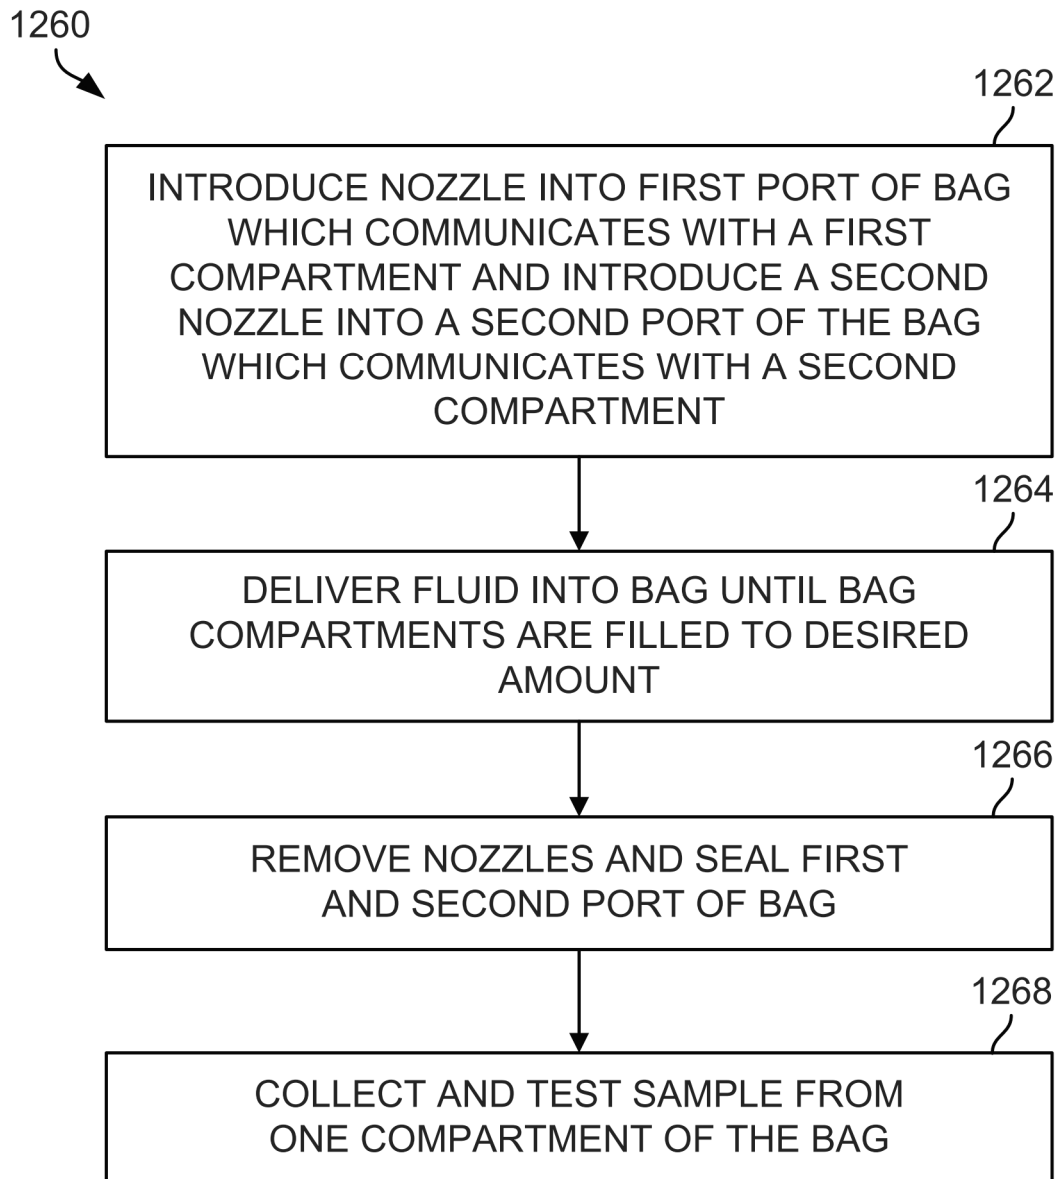 1260
1262
INTRODUCE NOZZLE INTO FIRST PORT OF BAG
WHICH COMMUNICATES WITH A FIRST
COMPARTMENT AND INTRODUCE A SECOND
NOZZLE INTO A SECOND PORT OF THE BAG
WHICH COMMUNICATES WITH A SECOND
COMPARTMENT
1264
DELIVER FLUID INTO BAG UNTIL BAG
COMPARTMENTS ARE FILLED TO DESIRED
AMOUNT
1266
REMOVE NOZZLES AND SEAL FIRST
AND SECOND PORT OF BAG
1268
COLLECT AND TEST SAMPLE FROM
ONE COMPARTMENT OF THE BAG